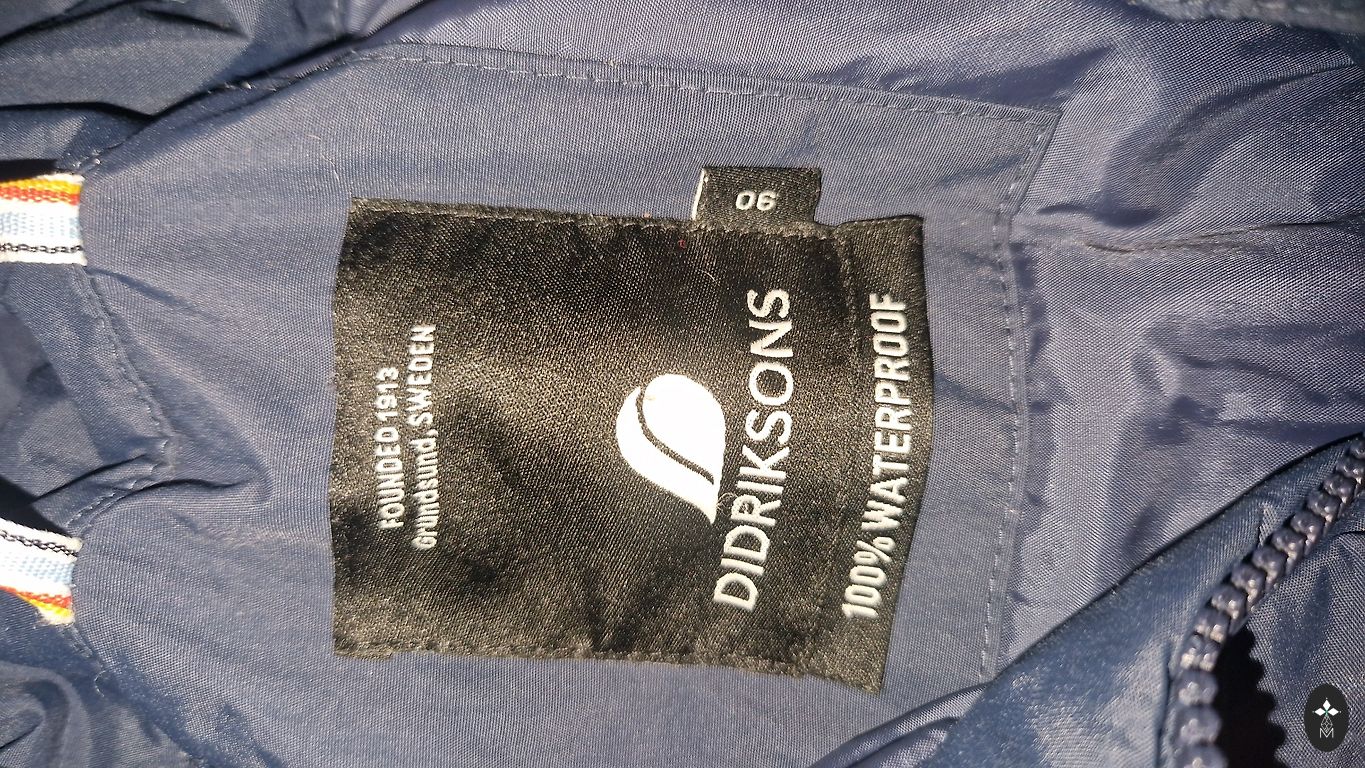 FOUNDED 1913
Grundsund, SWEDEN
DIDRIKSONS
90
100% WATERPROOF
M